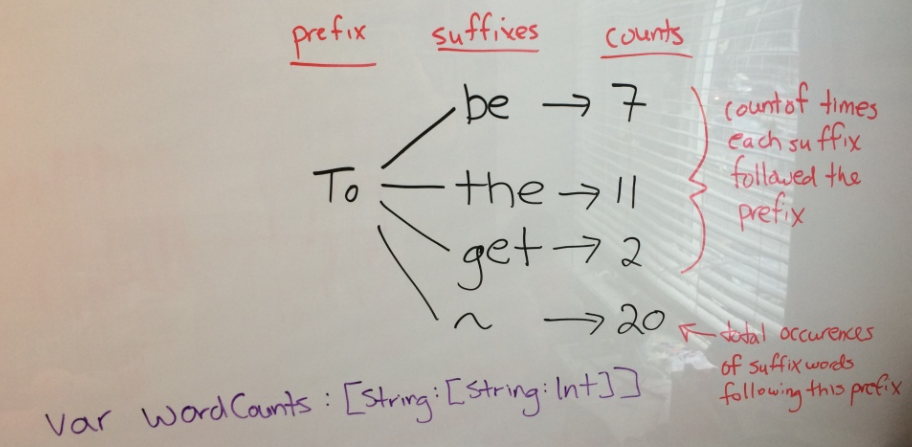 prefix suffixes counts
be → 7
To the → 11
get → 2
~ → 20
count of times
each suffix
followed the
prefix
total occurences
of suffix words
following this prefix
var wordCounts : [String:[String:Int]]